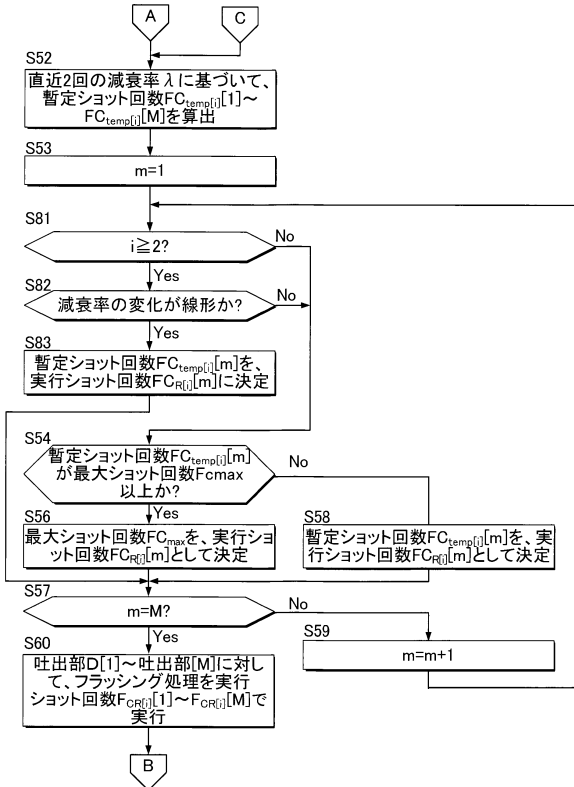 A
C
S52
直近2回の減衰率λに基づいて、
暫定ショット回数FCtemp[i][1]～
FCtemp[i][M]を算出
S53
m=1
S81
i≧2?
No
Yes
S82
減衰率の変化が線形か?
No
Yes
S83
暫定ショット回数FCtemp[i][m]を、
実行ショット回数FCR[i][m]に決定
S54
暫定ショット回数FCtemp[i][m]
が最大ショット回数Fcmax
以上か?
No
Yes
S56
最大ショット回数FCmaxを、実行ショ
ット回数FCR[i][m]として決定
S58
暫定ショット回数FCtemp[i][m]を、実
行ショット回数FCR[i][m]として決定
S57
m=M?
No
Yes
S59
m=m+1
S60
吐出部D[1]～吐出部[M]に対し
て、フラッシング処理を実行
ショット回数FCR[i][1]～FCR[i][M]で
実行
B